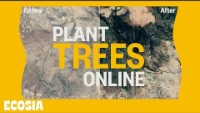 Before
After
PLANT
TREES
ONLINE
ECOSIA